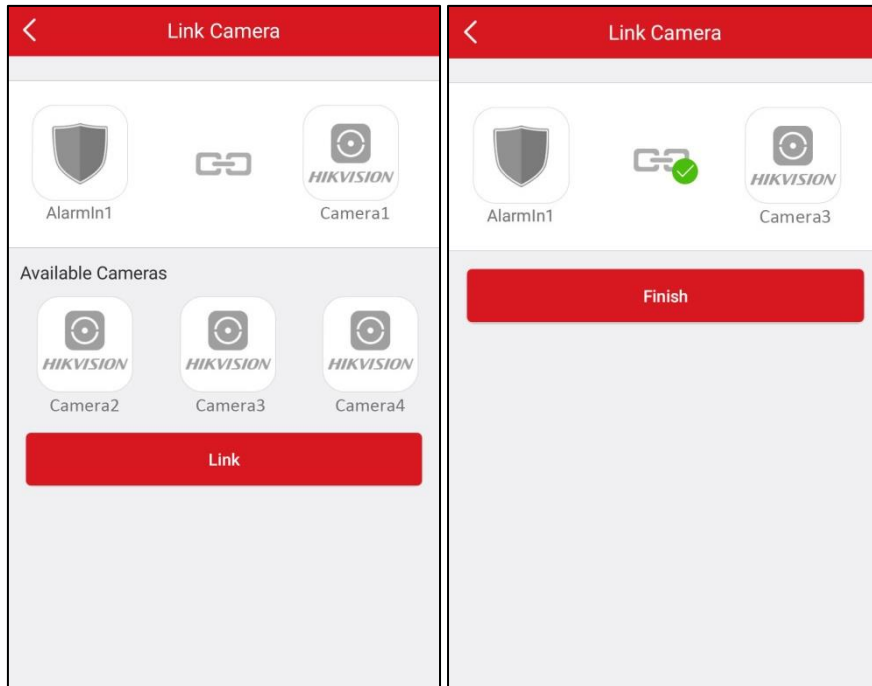 Link Camera
HIKVISION
AlarmIn1
Camera1
Available Cameras
HIKVISION HIKVISION HIKVISION
Camera2 Camera3 Camera4
Link
Link Camera
HIKVISION
AlarmIn1
Camera3
Finish